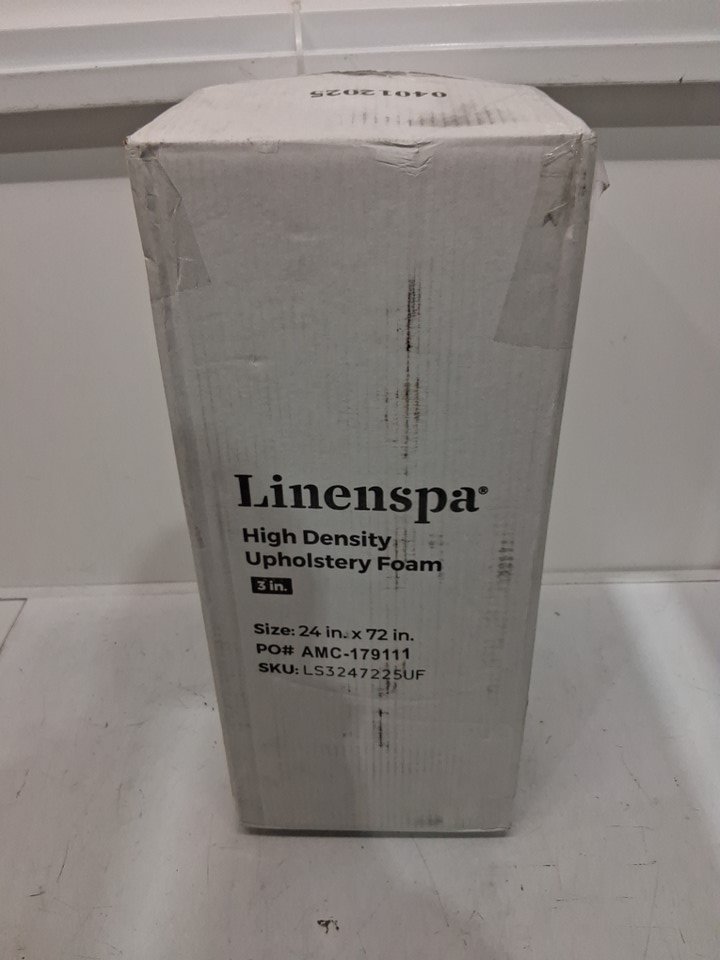 04012025
Linenspa®
High Density
Upholstery Foam
3 in.
Size: 24 in. x 72 in.
PO# AMC-179111
SKU: LS3247225UF